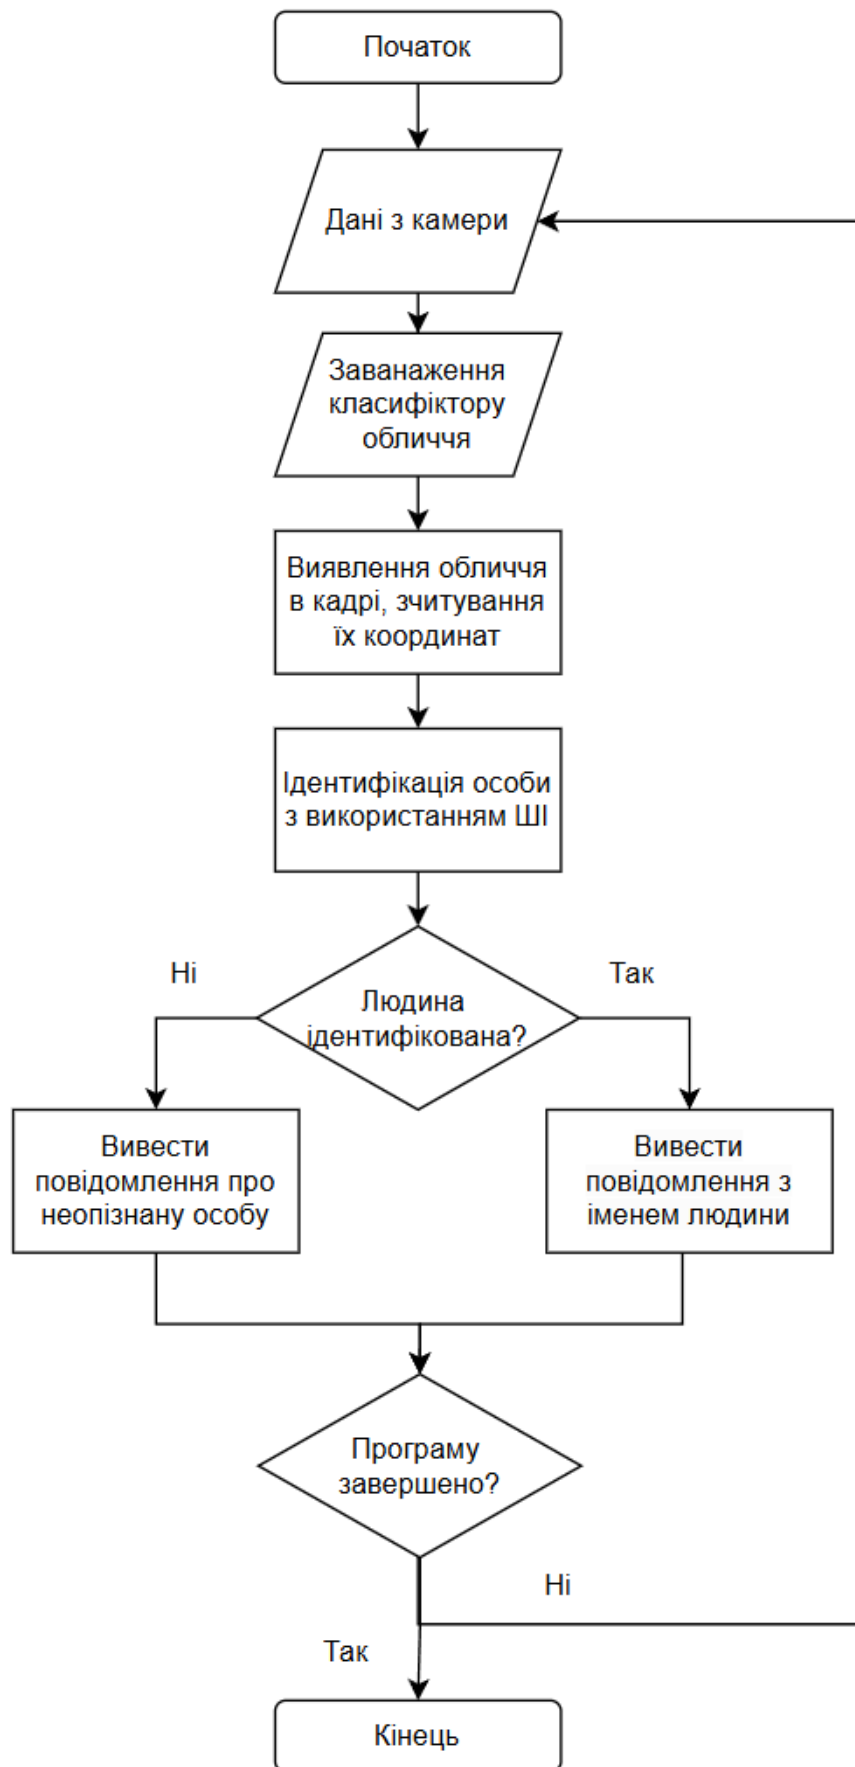 Початок
Дані з камери
Заванаження
класифіктору
обличчя
Виявлення обличчя
в кадрі, зчитування
їх координат
Ідентифікація особи
з використанням ШІ
Ні
Так
Людина
ідентифікована?
Вивести
повідомлення про
неопізнану особу
Вивести
повідомлення з
іменем людини
Програму
завершено?
Ні
Так
Кінець